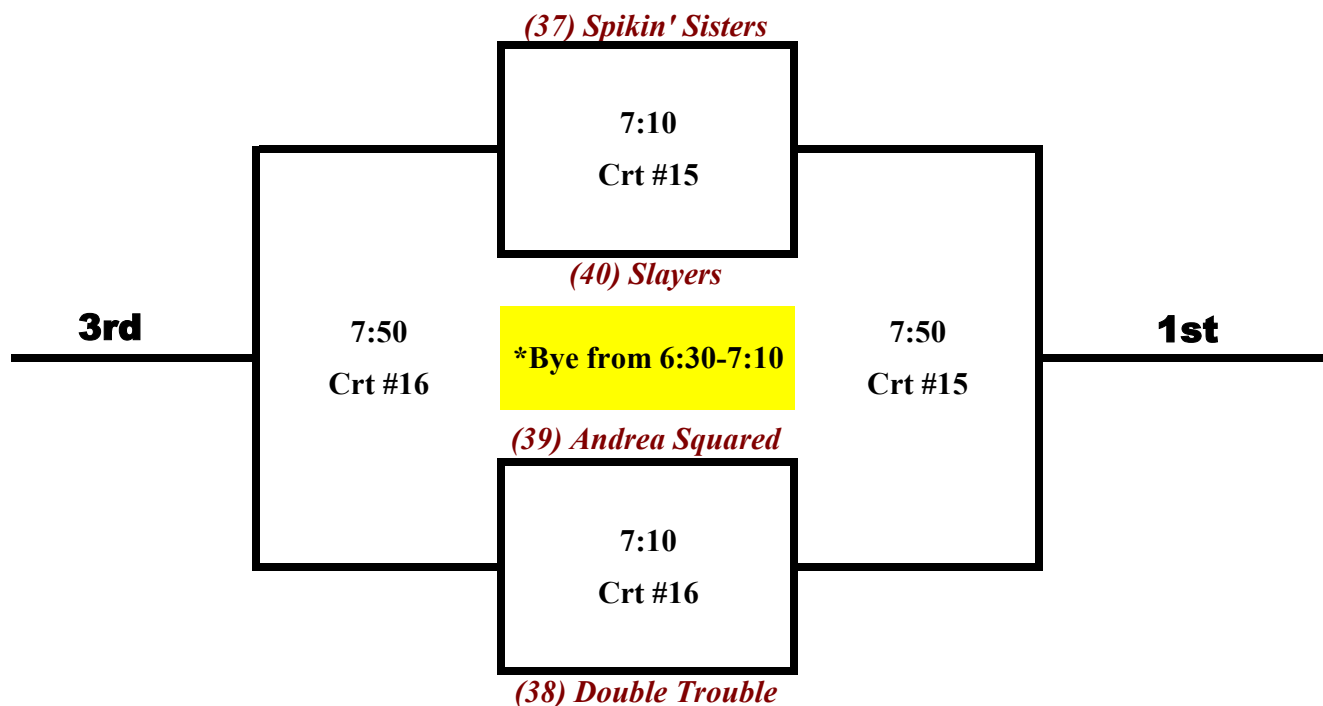 (37) Spikin' Sisters
7:10
Crt #15
(40) Slayers
3rd
7:50
Crt #16
*Bye from 6:30-7:10
7:50
Crt #15
1st
(39) Andrea Squared
7:10
Crt #16
(38) Double Trouble